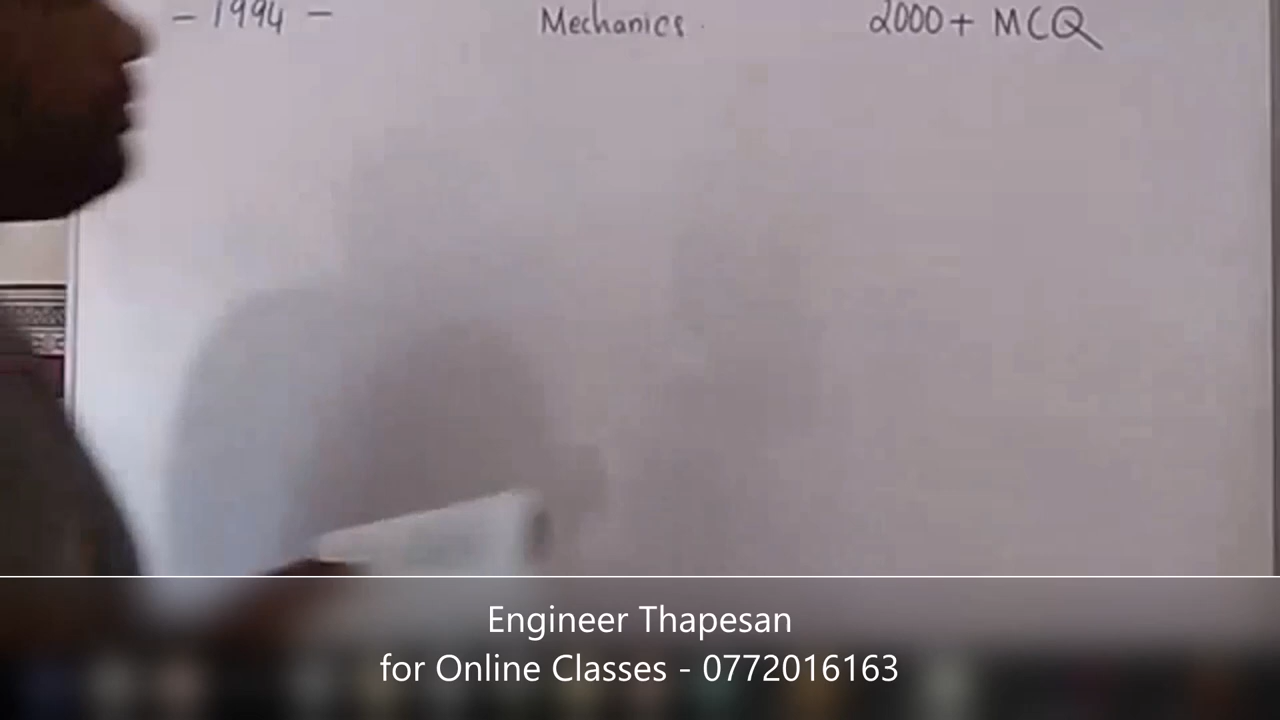 - 1994 - Mechanics 2000+ MCQ
Engineer Thapesan
for Online Classes - 0772016163